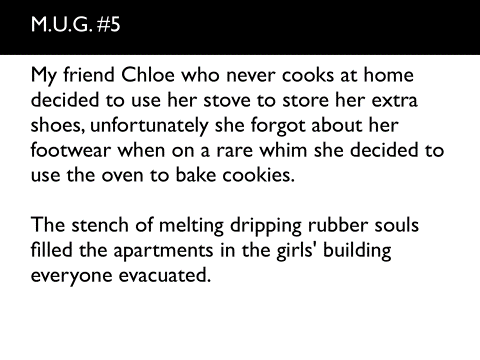 M.U.G. #5
My friend Chloe who never cooks at home
decided to use her stove to store her extra
shoes, unfortunately she forgot about her
footwear when on a rare whim she decided to
use the oven to bake cookies.
The stench of melting dripping rubber souls
filled the apartments in the girls' building
everyone evacuated.